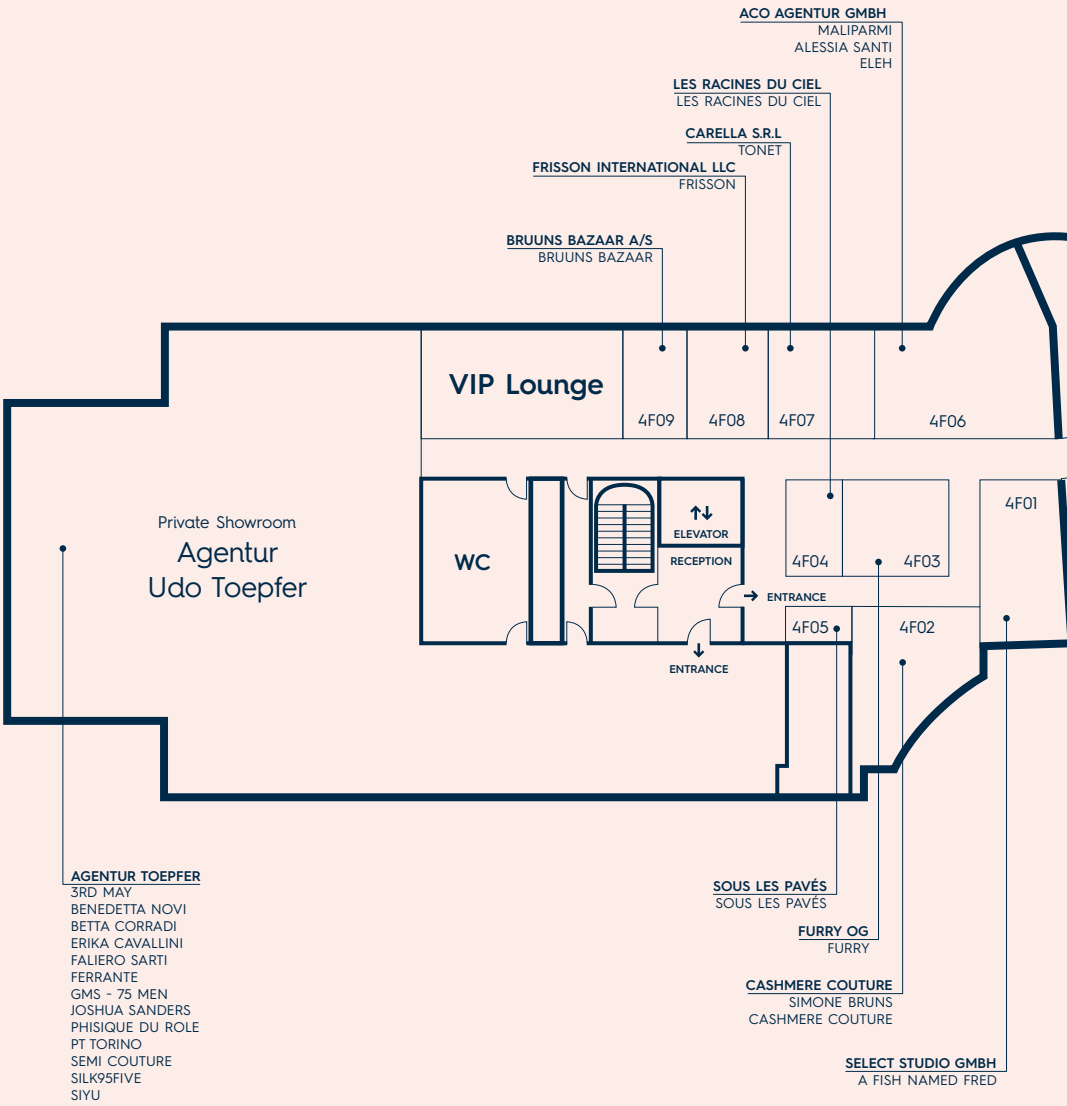 ACO AGENTUR GMBH
MALIPARMI
ALESSIA SANTI
ELEH
LES RACINES DU CIEL
LES RACINES DU CIEL
CARELLA S.R.L
TONET
FRISSON INTERNATIONAL LLC
FRISSON
BRUUNS BAZAAR A/S
BRUUNS BAZAAR
VIP Lounge
4F09
4F08
4F07
4F06
4F01
Private Showroom
Agentur
Udo Toepfer
WC
ELEVATOR
RECEPTION
4F04
4F03
ENTRANCE
4F05
4F02
ENTRANCE
AGENTUR TOEPFER
3RD MAY
BENEDETTA NOVI
BETTA CORRADI
ERIKA CAVALLINI
FALIERO SARTI
FERRANTE
GMS - 75 MEN
JOSHUA SANDERS
PHISIQUE DU ROLE
PT TORINO
SEMI COUTURE
SILK95FIVE
SIYU
SOUS LES PAVÉS
SOUS LES PAVÉS
FURRY OG
FURRY
CASHMERE COUTURE
SIMONE BRUNS
CASHMERE COUTURE
SELECT STUDIO GMBH
A FISH NAMED FRED